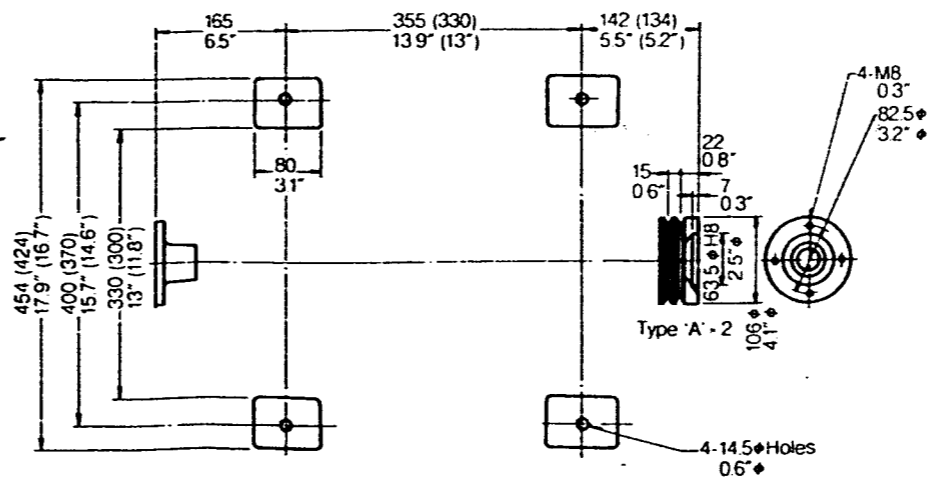 165
6.5"
355 (330)
13.9" (13")
142 (134)
5.5" (5.2")
4-M8
0.3"
82.5ϕ
3.2" ϕ
80
3.1"
22
0.8"
15
0.6"
7
0.3"
454 (424)
17.9" (16.7")
400 (370)
15.7" (14.6")
330 (300)
13" (11.8")
63.5 ϕ H8
2.5" ϕ
106 ϕ
4.1" ϕ
Type 'A' - 2
4-14.5ϕ Holes
0.6" ϕ